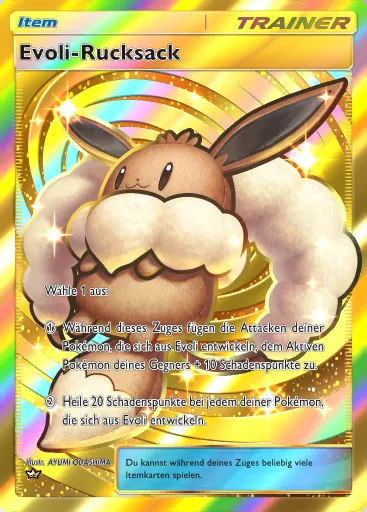 Item
TRAINER
Evoli-Rucksack
Wähle 1 aus:
① Während dieses Zuges fügen die Attacken deiner
Pokémon, die sich aus Evoli entwickeln, dem Aktiven
Pokémon deines Gegners + 10 Schadenspunkte zu.
② Heile 20 Schadenspunkte bei jedem deiner Pokémon,
die sich aus Evoli entwickeln.
Illustr. AYUMI ODASHIMA
Du kannst während deines Zuges beliebig viele
Itemkarten spielen.